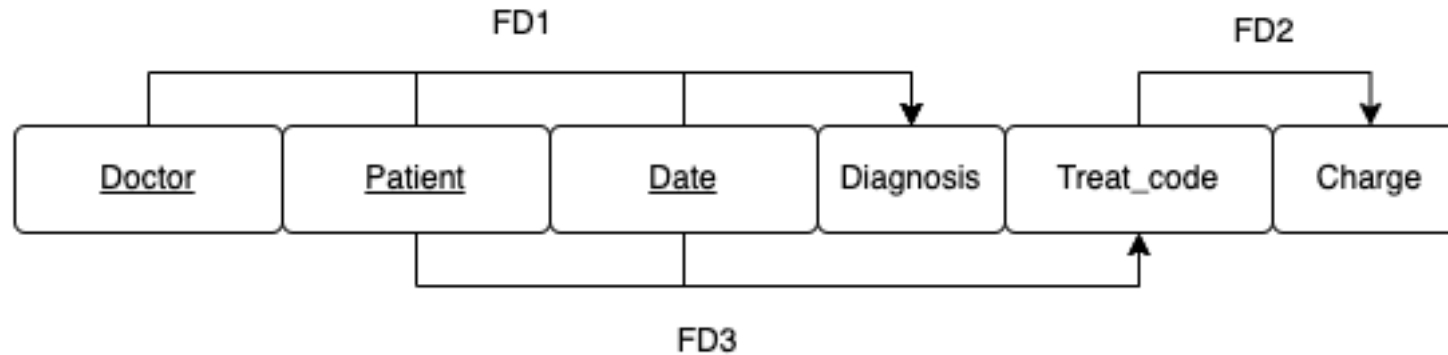 FD1
FD2
Doctor Patient Date Diagnosis Treat_code Charge
FD3